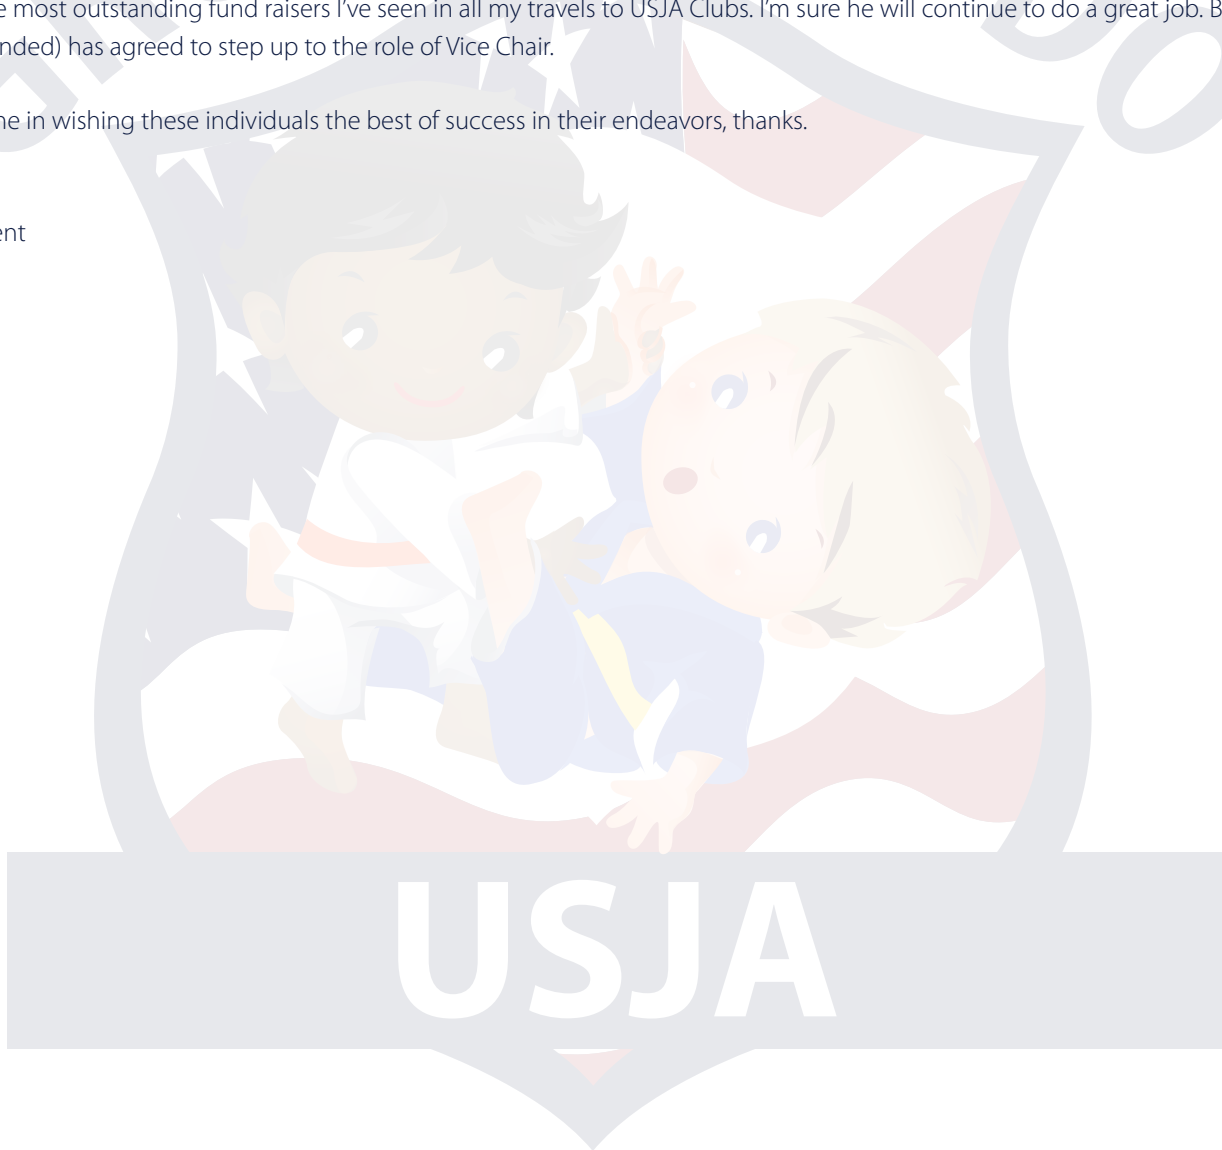 e most outstanding fund raisers I've seen in all my travels to USJA Clubs. I'm sure he will continue to do a great job. B
nded) has agreed to step up to the role of Vice Chair.
ne in wishing these individuals the best of success in their endeavors, thanks.
ent
USJA